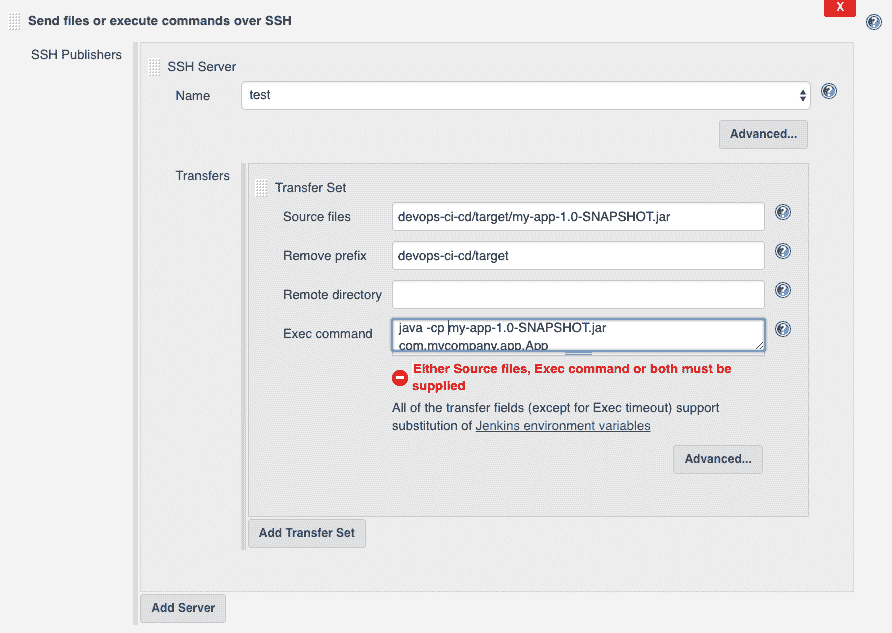 X
Send files or execute commands over SSH
SSH Publishers
SSH Server
Name
test
Advanced...
Transfers
Transfer Set
Source files
devops-ci-cd/target/my-app-1.0-SNAPSHOT.jar
Remove prefix
devops-ci-cd/target
Remote directory
Exec command
java -cp my-app-1.0-SNAPSHOT.jar
com.mycompany.app.App
Either Source files, Exec command or both must be
supplied
All of the transfer fields (except for Exec timeout) support
substitution of Jenkins environment variables
Advanced...
Add Transfer Set
Add Server